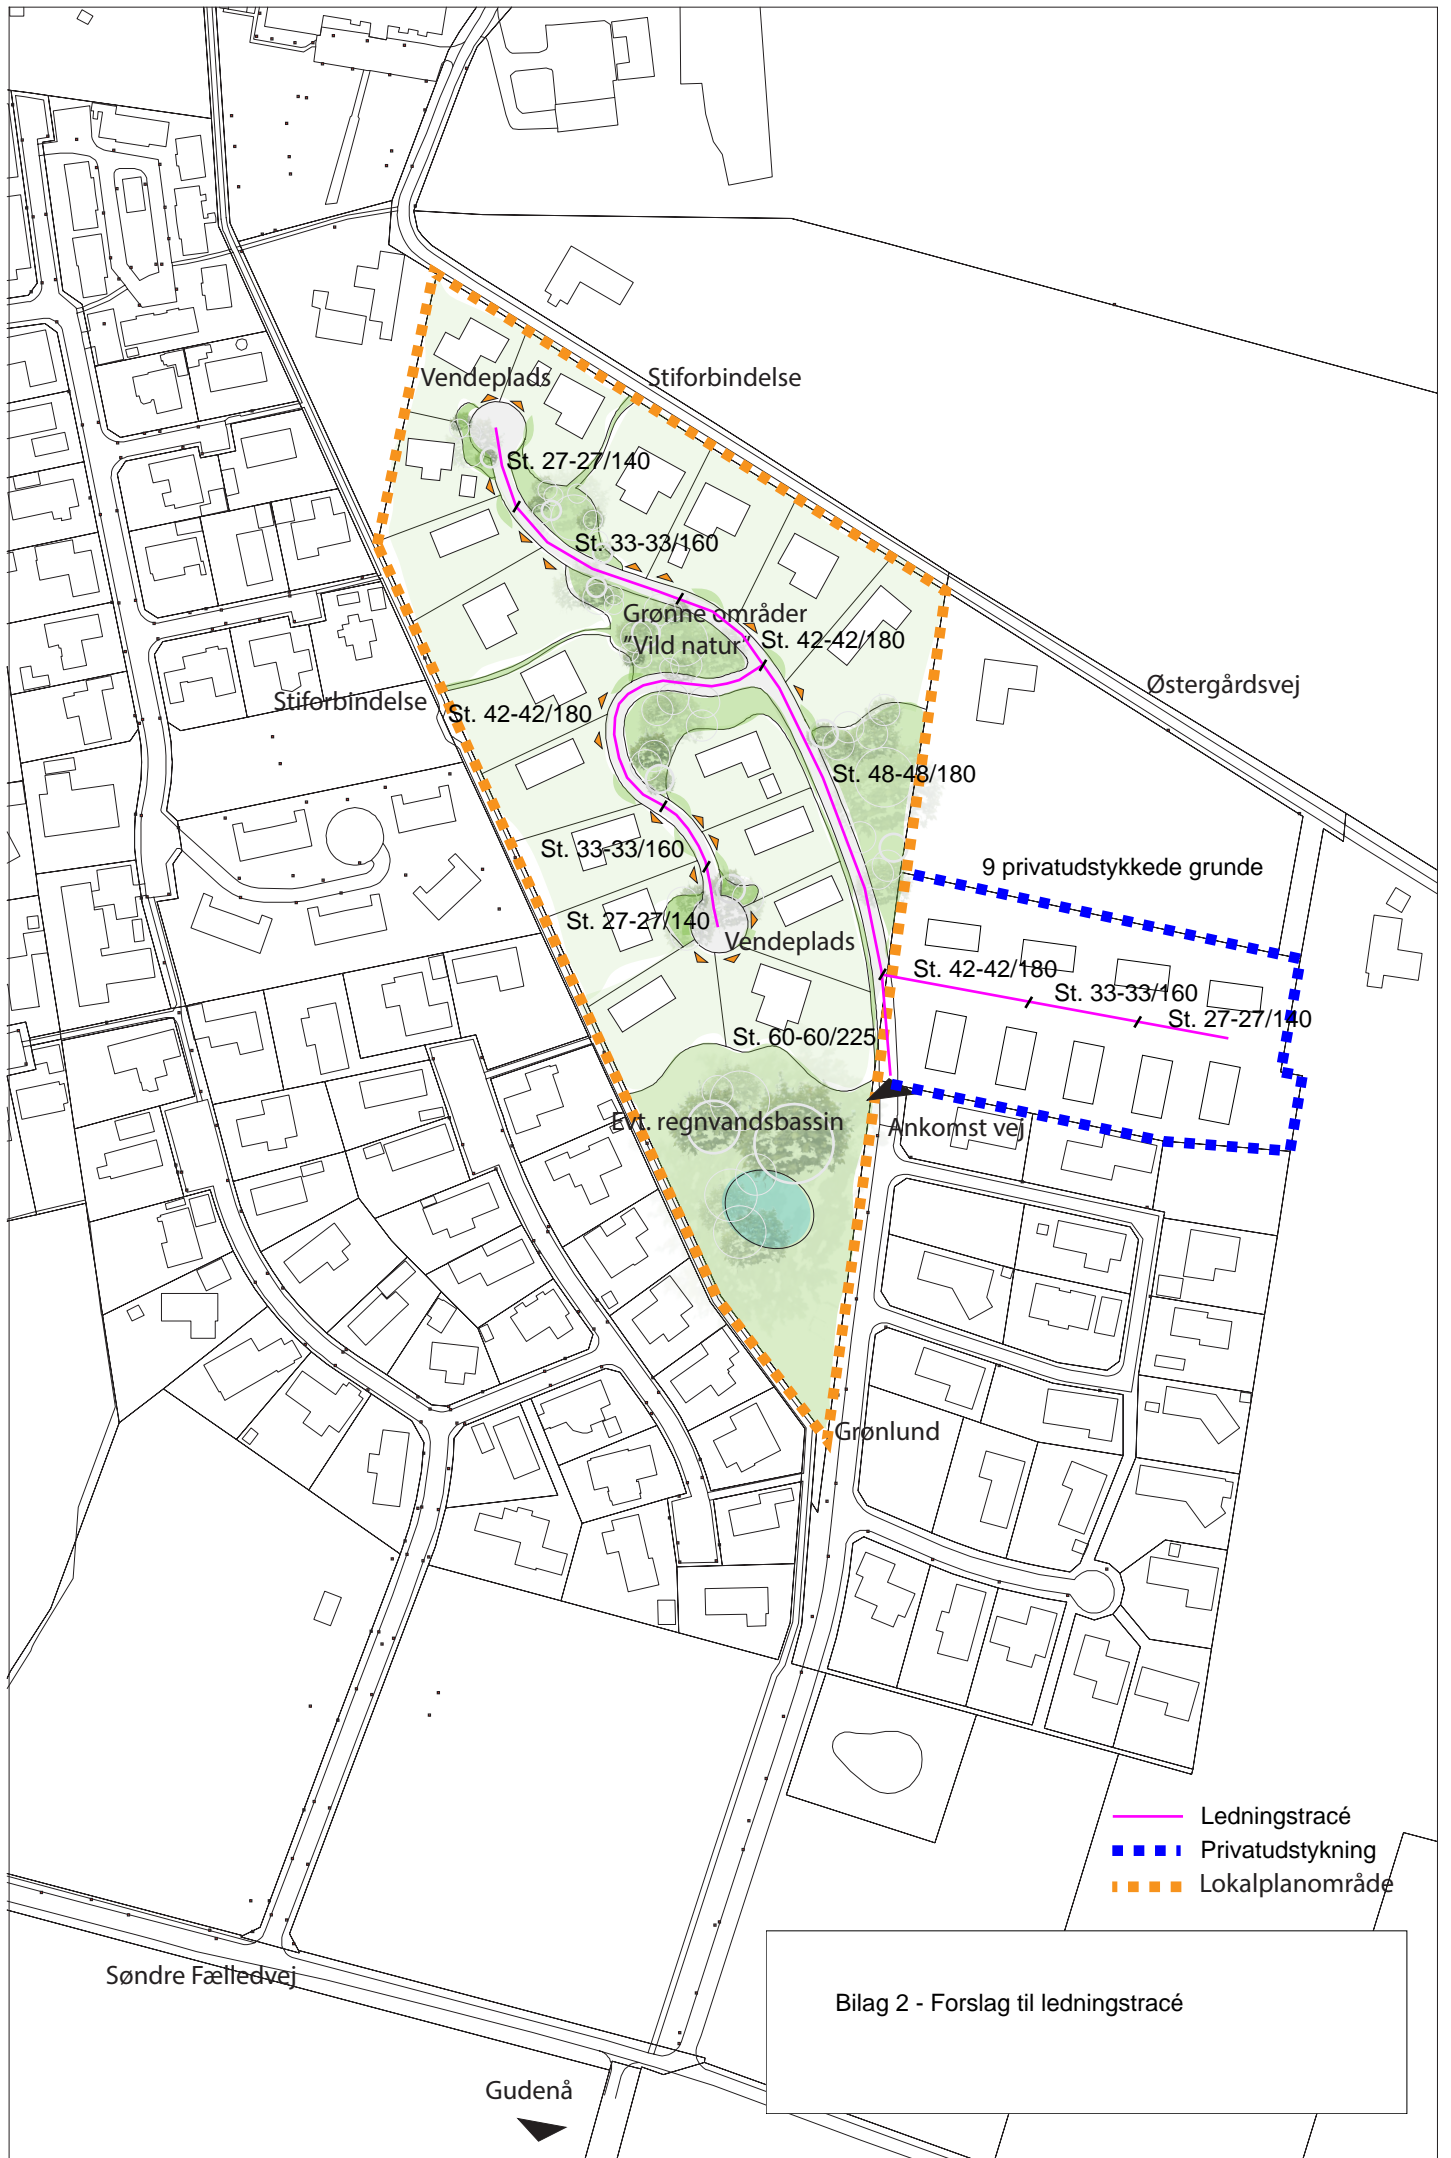 Vendeplads
Stiforbindelse
St. 27-27/140
St. 33-33/160
Grønne områder
"Vild natur"
St. 42-42/180
Stiforbindelse
St. 42-42/180
Østergårdsvej
St. 48-48/180
St. 33-33/160
9 privatudstykkede grunde
St. 27-27/140
Vendeplads
St. 42-42/180
St. 33-33/160
St. 27-27/140
St. 60-60/225
Evt. regnvandsbassin
Ankomst vej
Grønlund
Ledningstracé
Privatudstykning
Lokalplanområde
Søndre Fælledvej
Bilag 2 - Forslag til ledningstracé
Gudenå